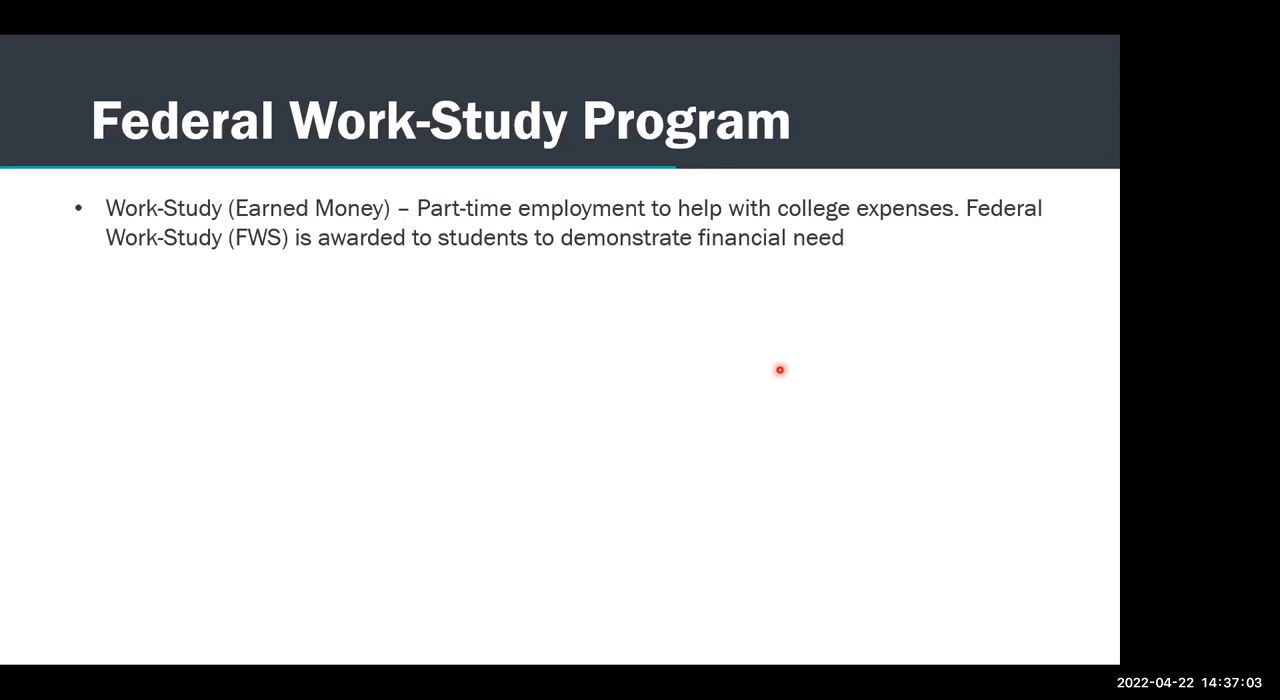 Federal Work-Study Program
• Work-Study (Earned Money) – Part-time employment to help with college expenses. Federal
Work-Study (FWS) is awarded to students to demonstrate financial need
2022-04-22 14:37:03